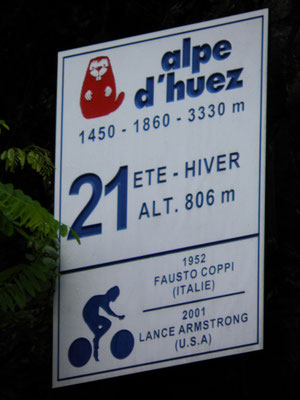 alpe
d'huez
1450 - 1860 - 3330 m
21
ETE - HIVER
ALT. 806 m
1952
FAUSTO COPPI
(ITALIE)
2001
LANCE ARMSTRONG
(U.S.A)